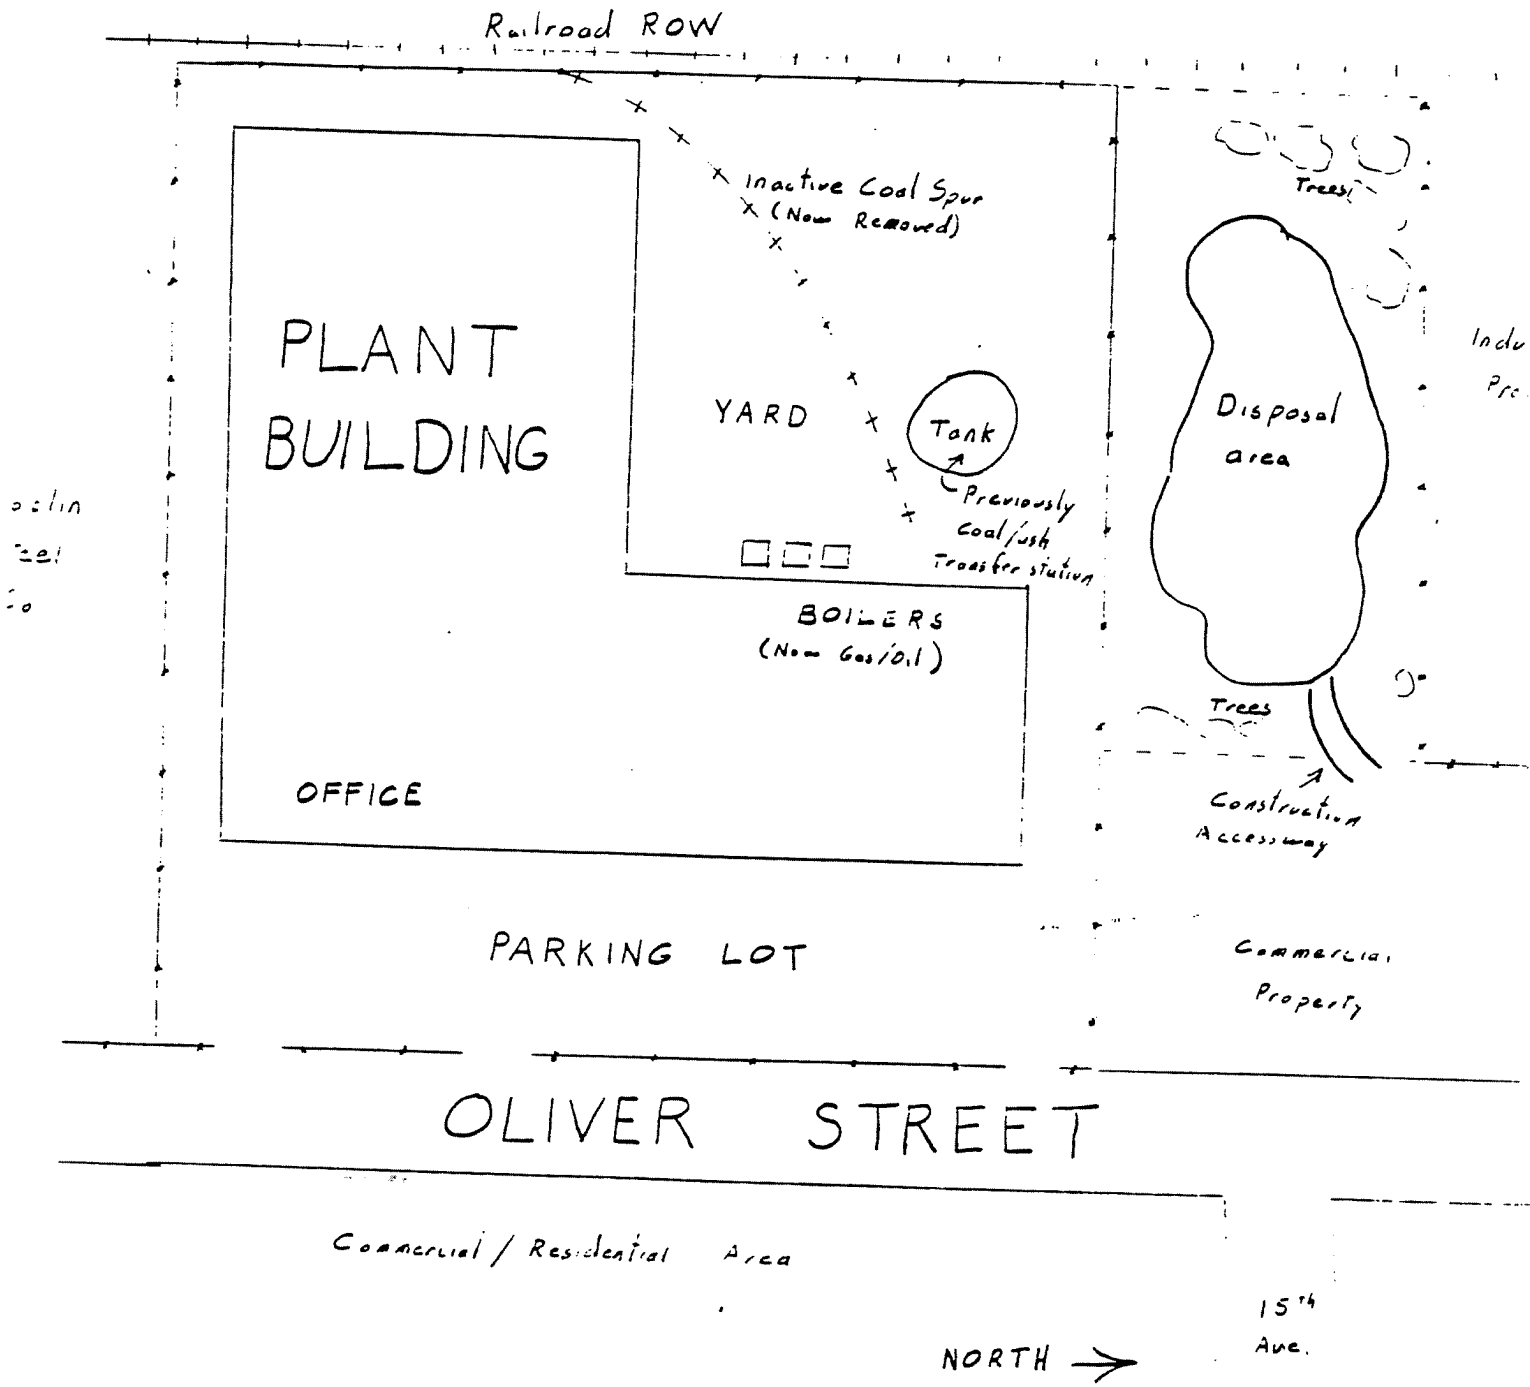 Railroad ROW
Trees
Inactive Coal Spur
(Now Removed)
PLANT
BUILDING
YARD
Tank
Previously
Coal/ash
Transfer station
Disposal
area
BOILERS
(Now Gas/Oil)
Trees
OFFICE
Construction
Accessway
PARKING LOT
Commercial
Property
OLIVER STREET
Commercial / Residential Area
15th
Ave.
NORTH